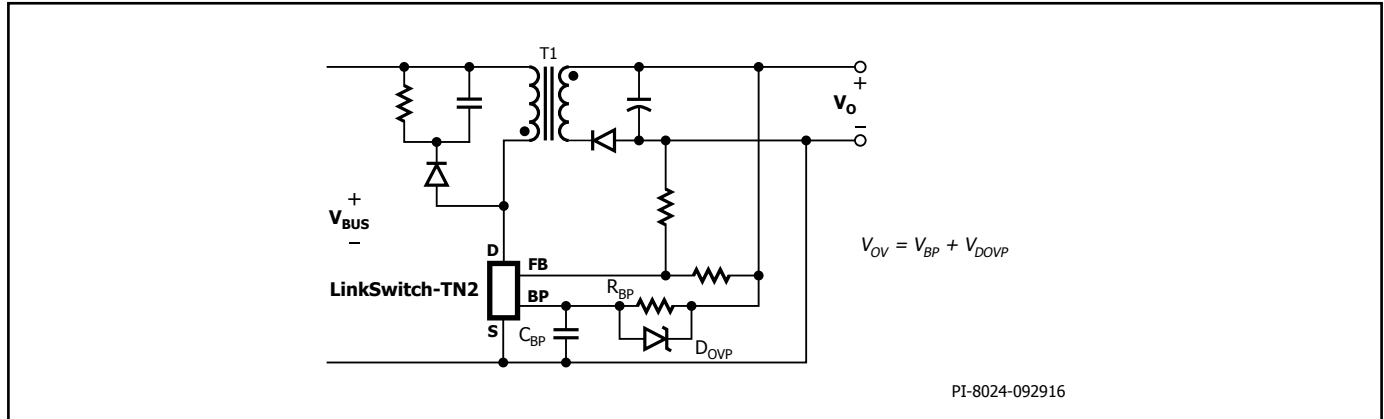 T1
+
V_O
–
+
V_BUS
–
V_OV = V_BP + V_DOVP
D
FB
LinkSwitch-TN2
BP
R_BP
S
C_BP
D_OVP
PI-8024-092916